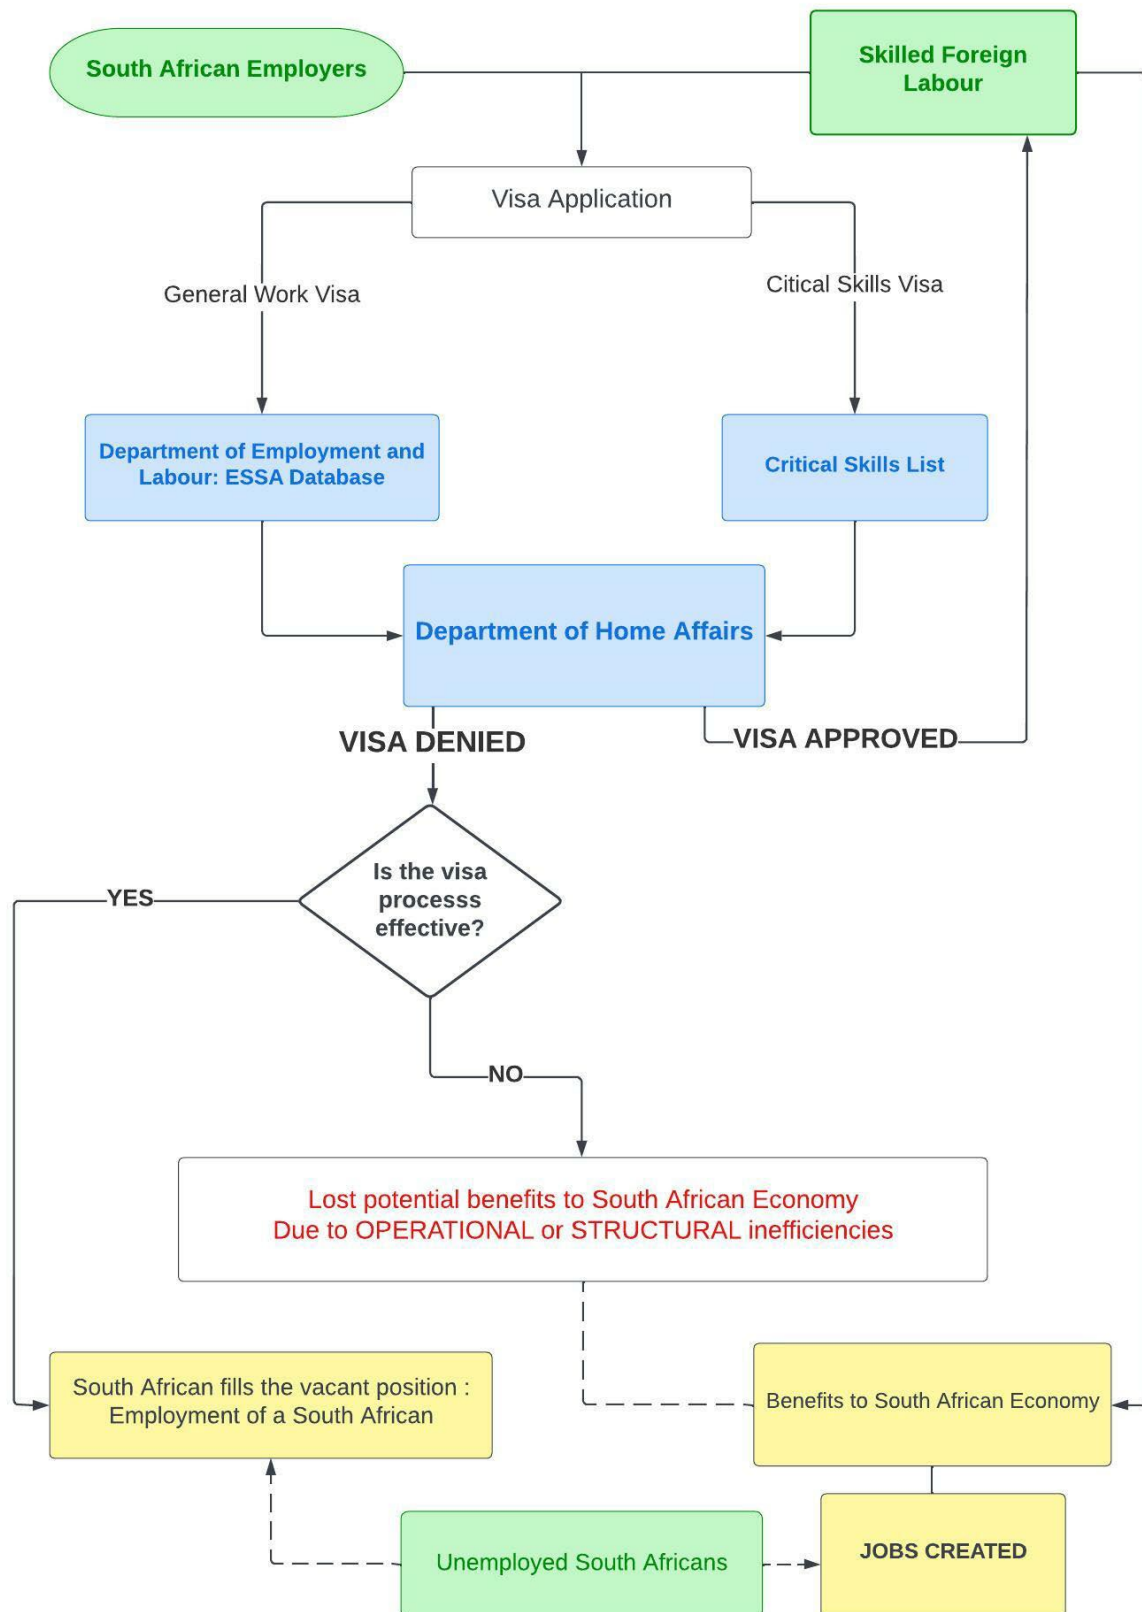 South African Employers
Skilled Foreign
Labour
Visa Application
General Work Visa
Citical Skills Visa
Department of Employment and
Labour: ESSA Database
Critical Skills List
Department of Home Affairs
VISA DENIED
VISA APPROVED
Is the visa
processs
effective?
YES
NO
Lost potential benefits to South African Economy
Due to OPERATIONAL or STRUCTURAL inefficiencies
South African fills the vacant position :
Employment of a South African
Benefits to South African Economy
Unemployed South Africans
JOBS CREATED